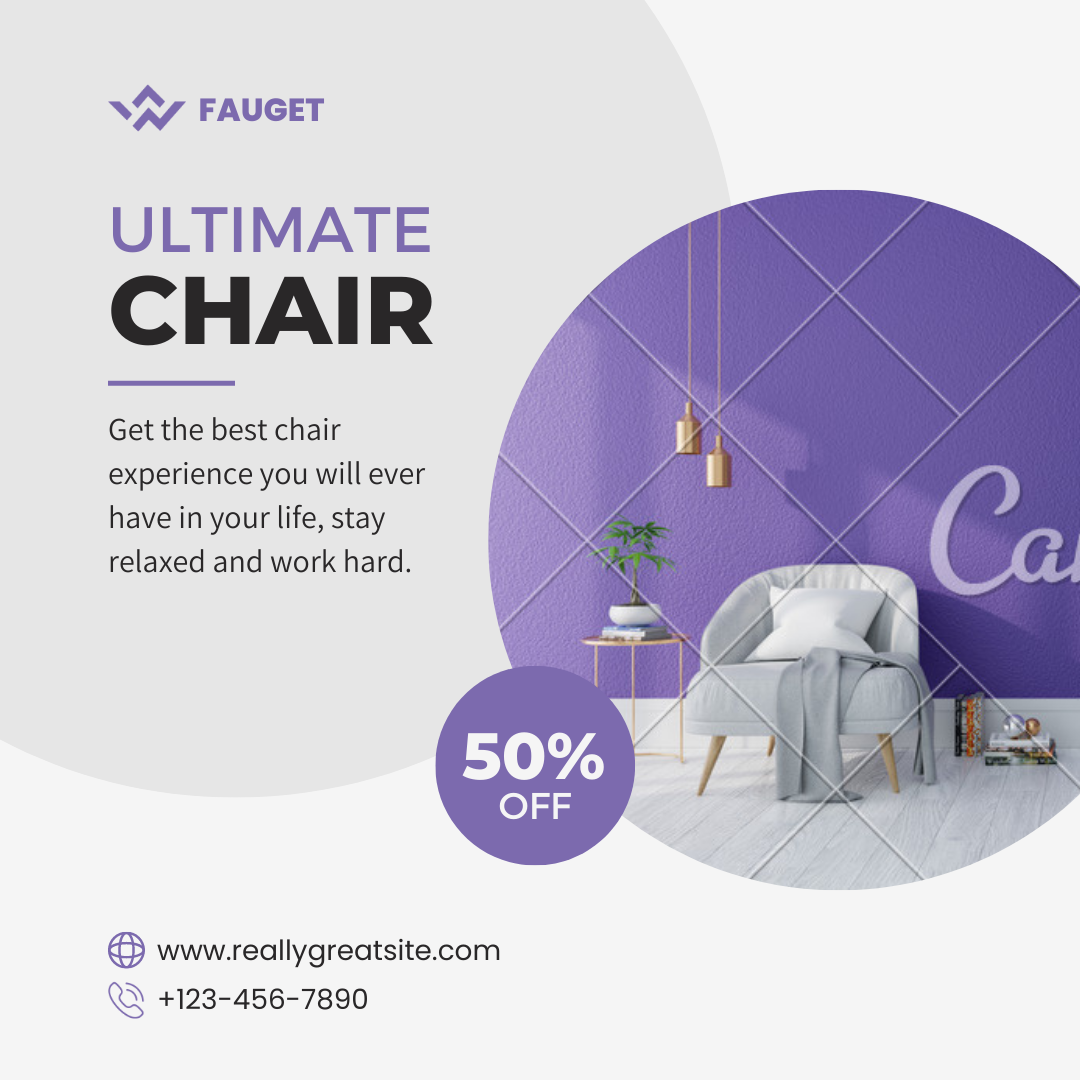 FAUGET
ULTIMATE
CHAIR
Get the best chair
experience you will ever
have in your life, stay
relaxed and work hard.
50%
OFF
www.reallygreatsite.com
+123-456-7890